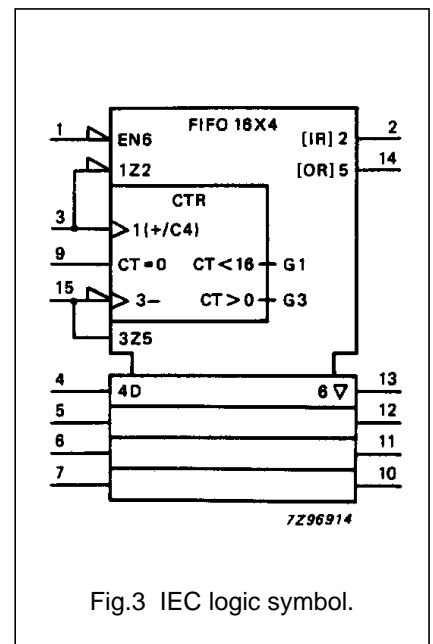 FIFO 16X4
1 EN6 [IR] 2 2
1Z2 [OR] 5 14
CTR
3 1(+/C4)
9 CT=0 CT<16 G1
15 3− CT>0 G3
3Z5
4 4D 6 ▽ 13
5 12
6 11
7 10
7Z96914
Fig.3 IEC logic symbol.